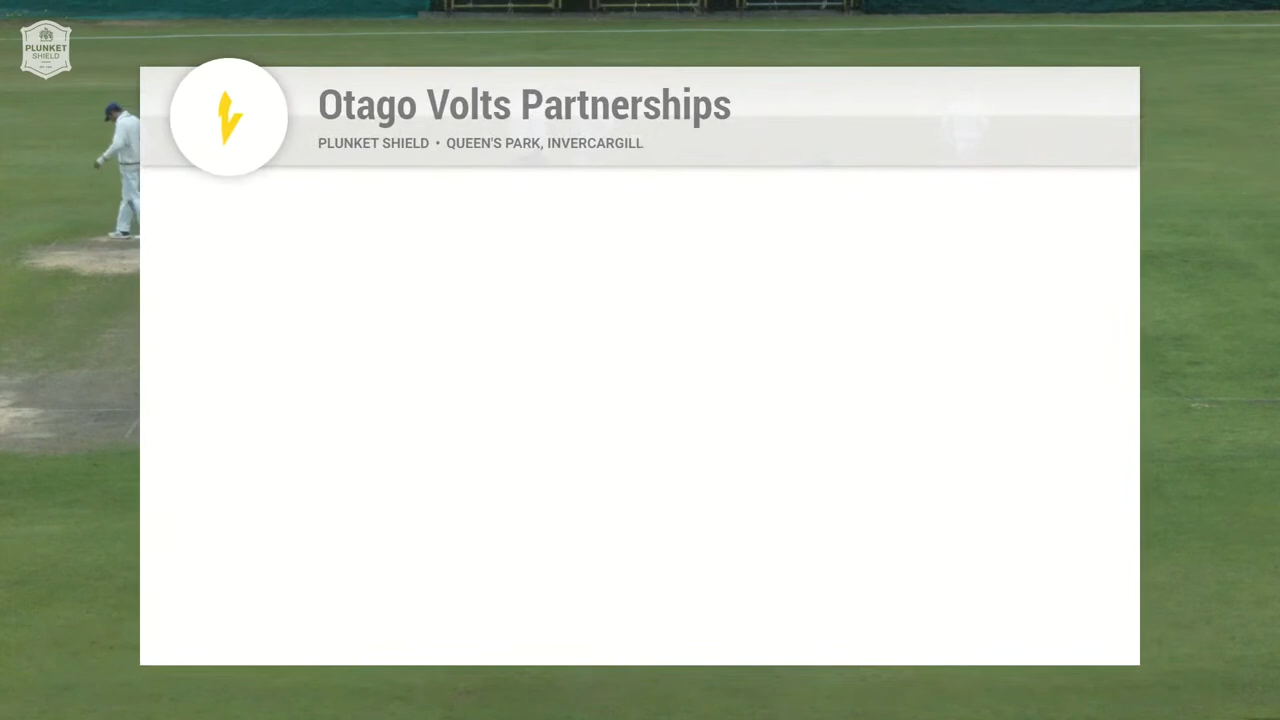 PLUNKET
SHIELD
Otago Volts Partnerships
PLUNKET SHIELD • QUEEN'S PARK, INVERCARGILL